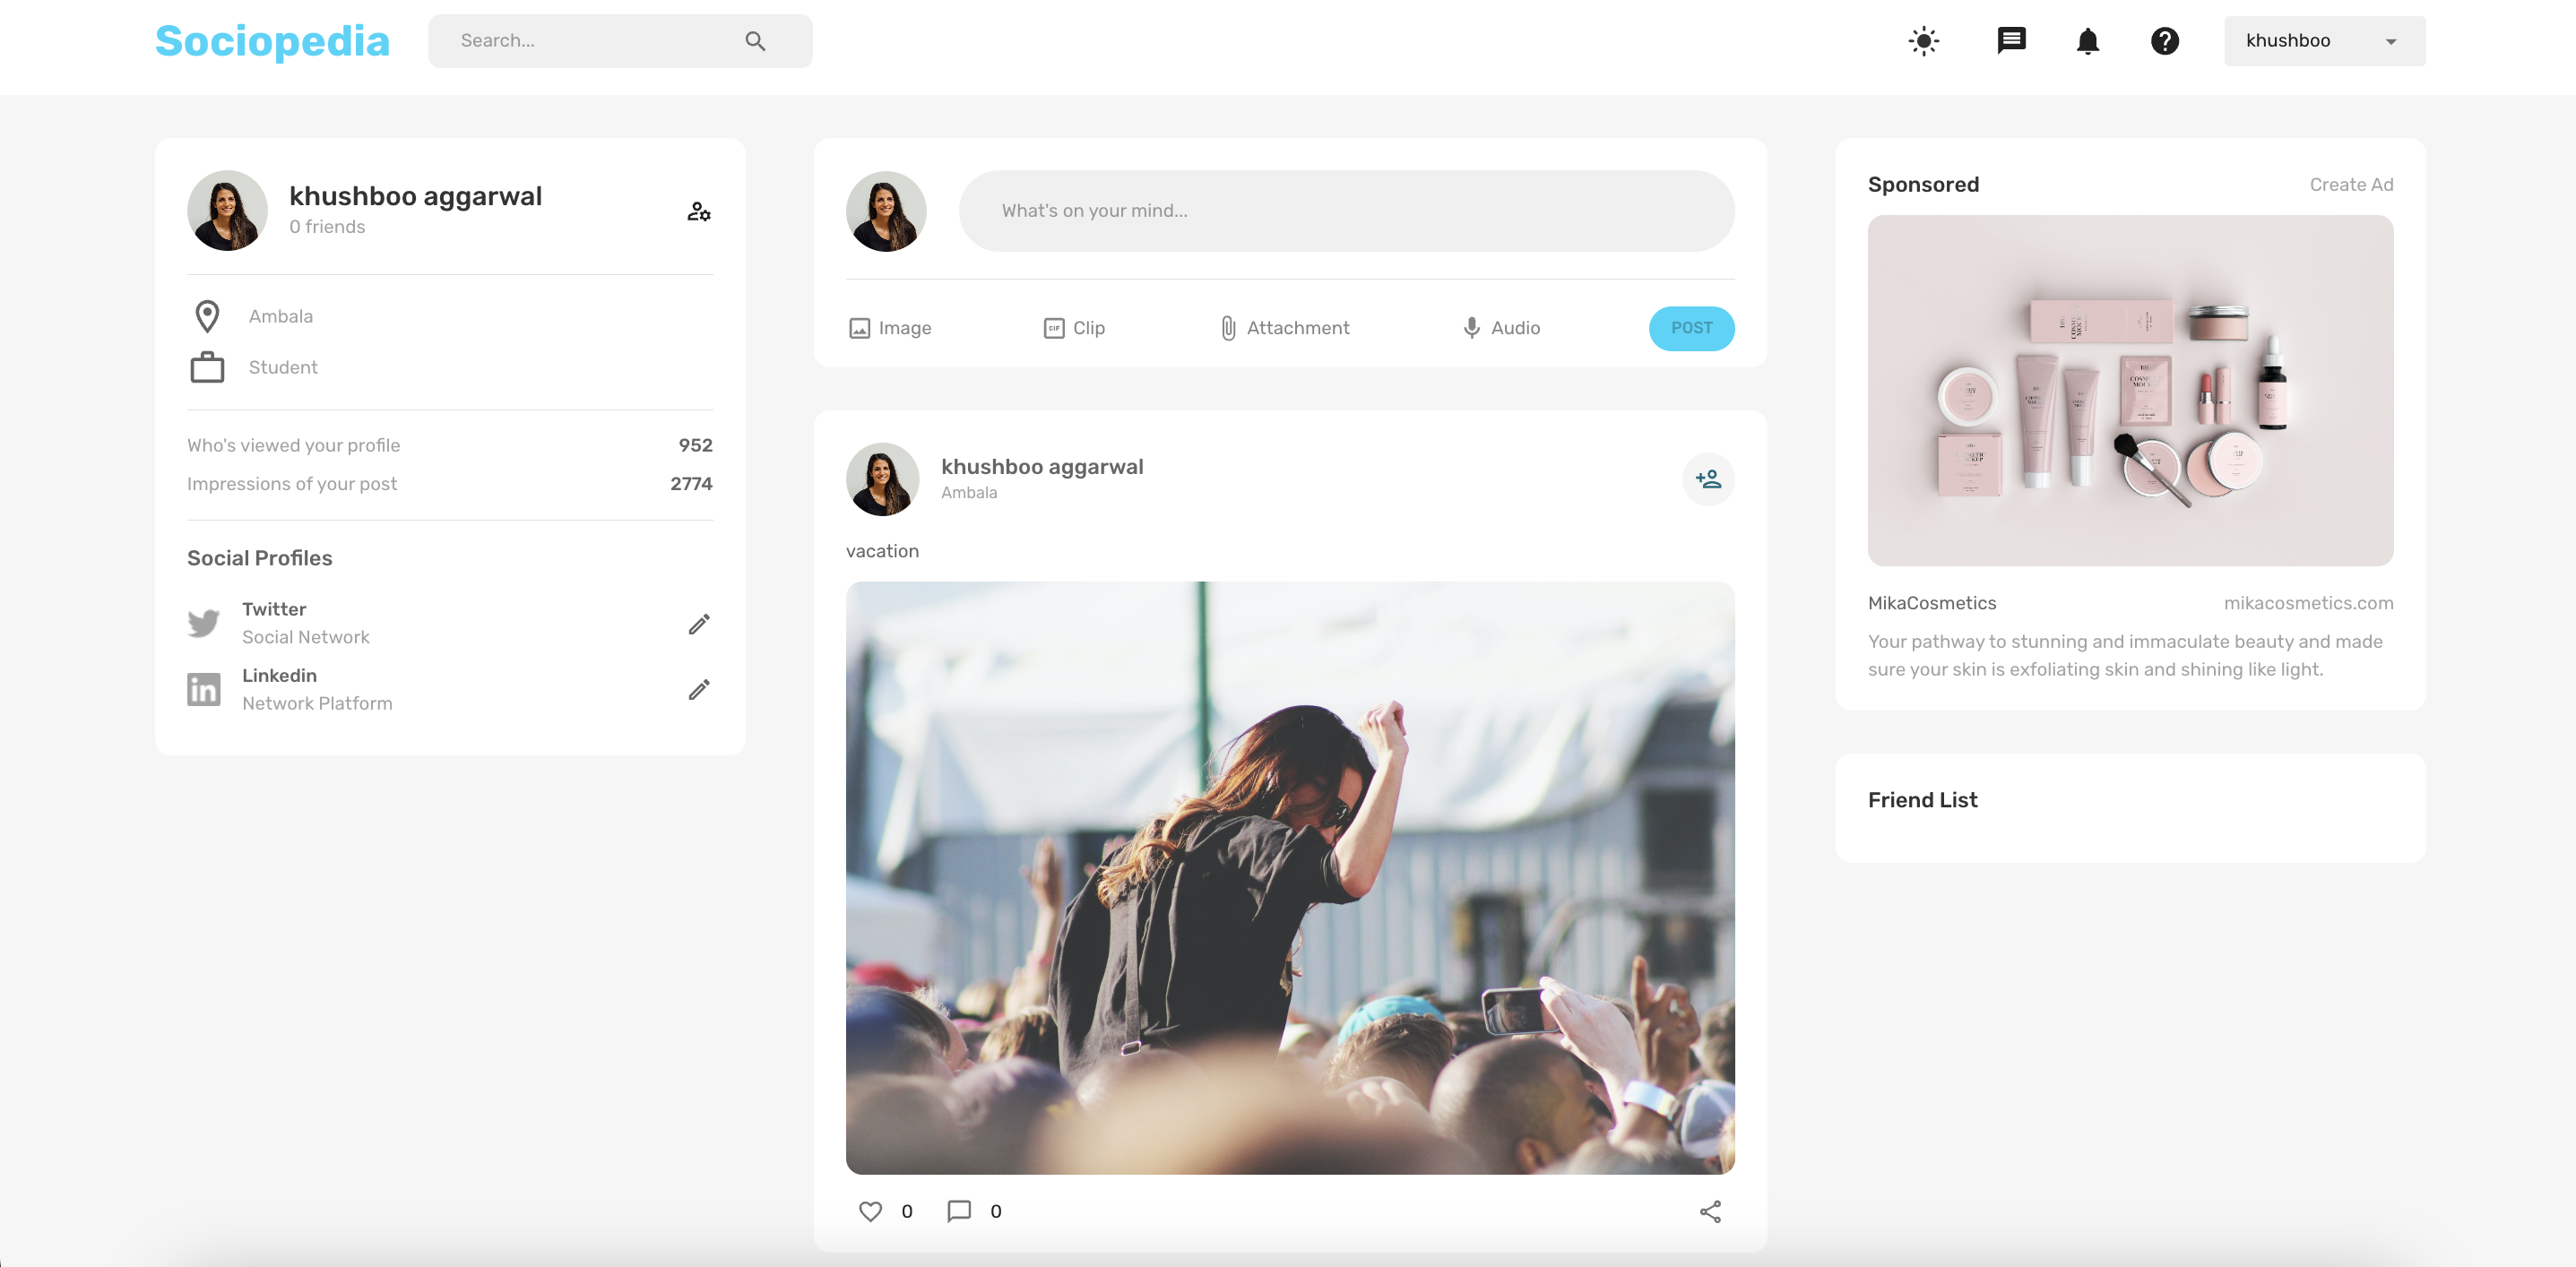 Sociopedia
Search...
khushboo
khushboo aggarwal
0 friends
Ambala
Student
Who's viewed your profile 952
Impressions of your post 2774
Social Profiles
Twitter
Social Network
Linkedin
Network Platform
What's on your mind...
Image Clip Attachment Audio POST
khushboo aggarwal
Ambala
vacation
0 0
Sponsored Create Ad
MikaCosmetics mikacosmetics.com
Your pathway to stunning and immaculate beauty and made
sure your skin is exfoliating skin and shining like light.
Friend List